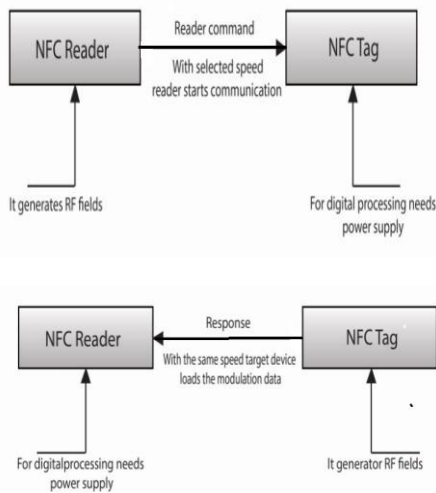 NFC Reader
Reader command
With selected speed
reader starts communication
NFC Tag
It generates RF fields
For digital processing needs
power supply
NFC Reader
Response
With the same speed target device
loads the modulation data
NFC Tag
For digitalprocessing needs
power supply
It generator RF fields